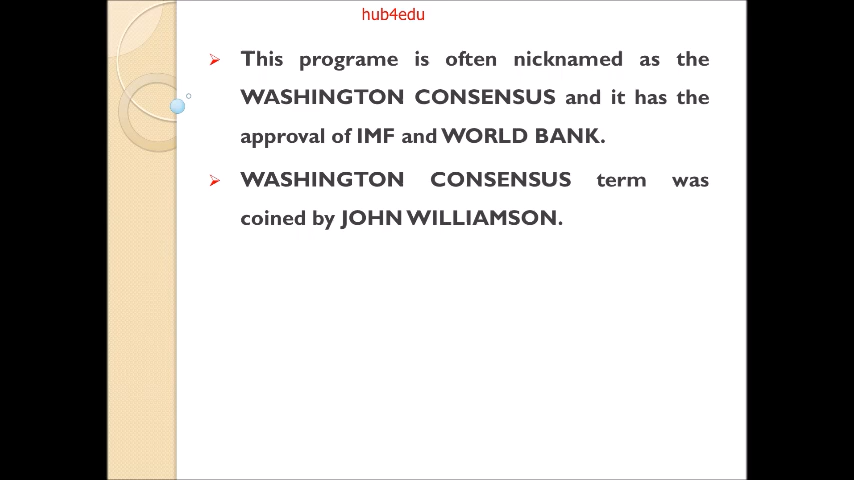 hub4edu
This programe is often nicknamed as the
WASHINGTON CONSENSUS and it has the
approval of IMF and WORLD BANK.
WASHINGTON CONSENSUS term was
coined by JOHN WILLIAMSON.